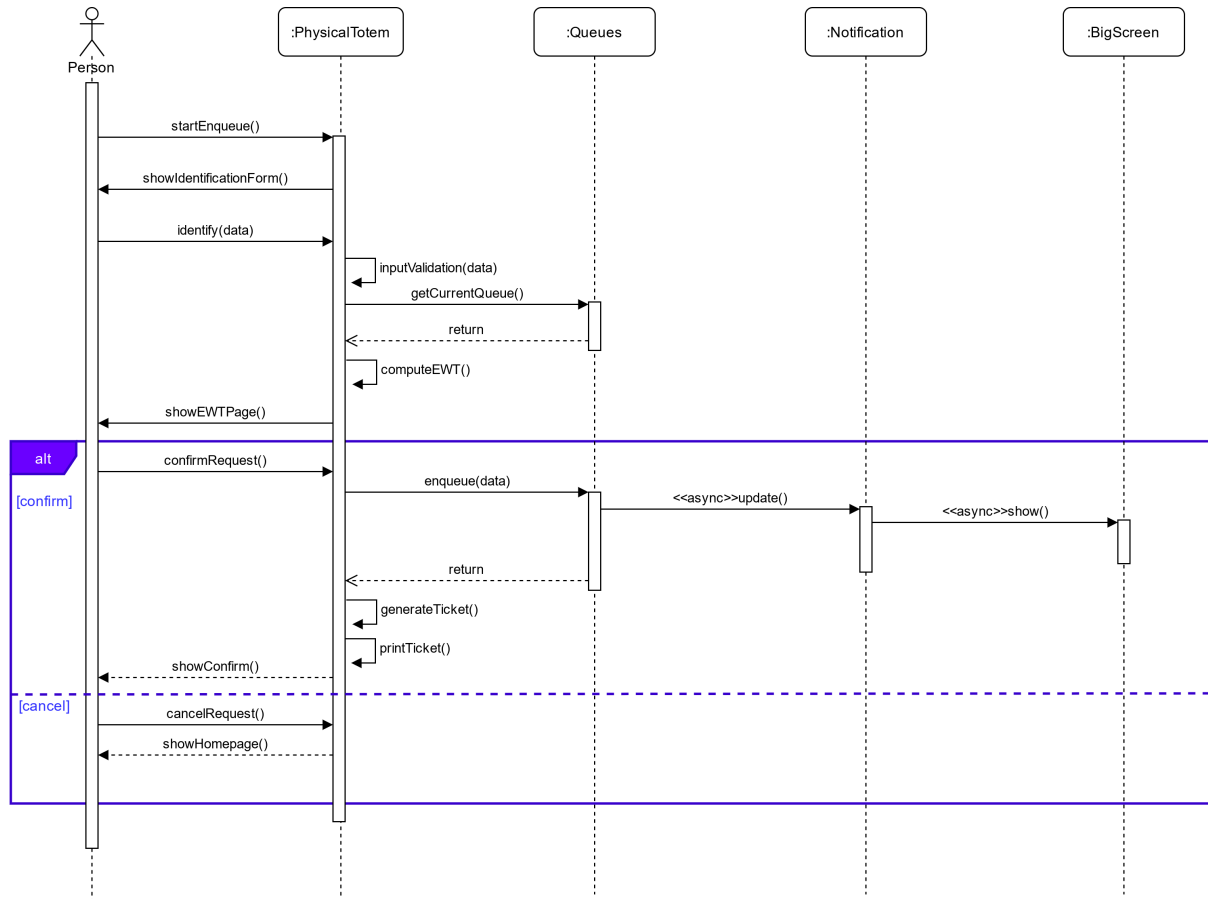 :PhysicalTotem
:Queues
:Notification
:BigScreen
Person
startEnqueue()
showIdentificationForm()
identify(data)
inputValidation(data)
getCurrentQueue()
return
computeEWT()
showEWTPage()
alt
confirmRequest()
[confirm]
enqueue(data)
<<async>>update()
<<async>>show()
return
generateTicket()
printTicket()
showConfirm()
[cancel]
cancelRequest()
showHomepage()